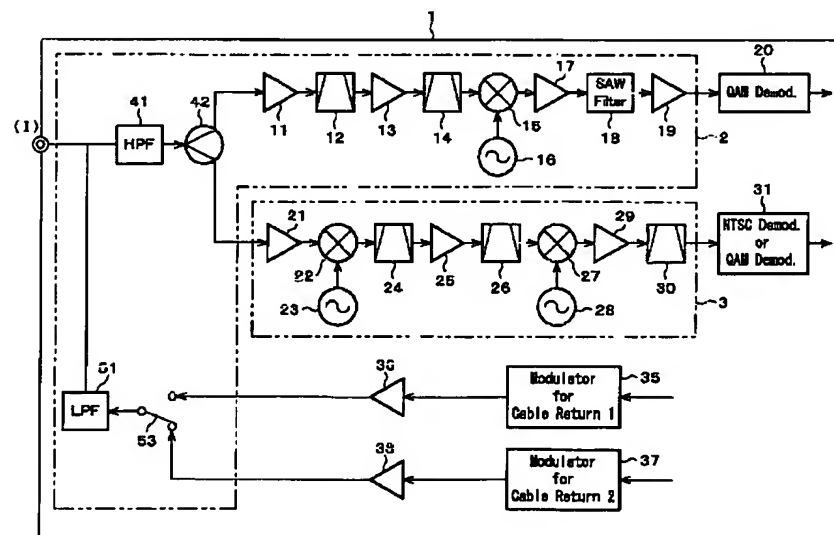 1
(I)
41
HPF
42
11
12
13
14
15
16
17
SAW
Filter
18
19
2
20
QAM Demod.
21
22
23
24
25
26
27
28
29
30
3
31
NTSC Demod.
or
QAM Demod.
51
LPF
53
36
Modulator
for
Cable Return 1
35
38
Modulator
for
Cable Return 2
37